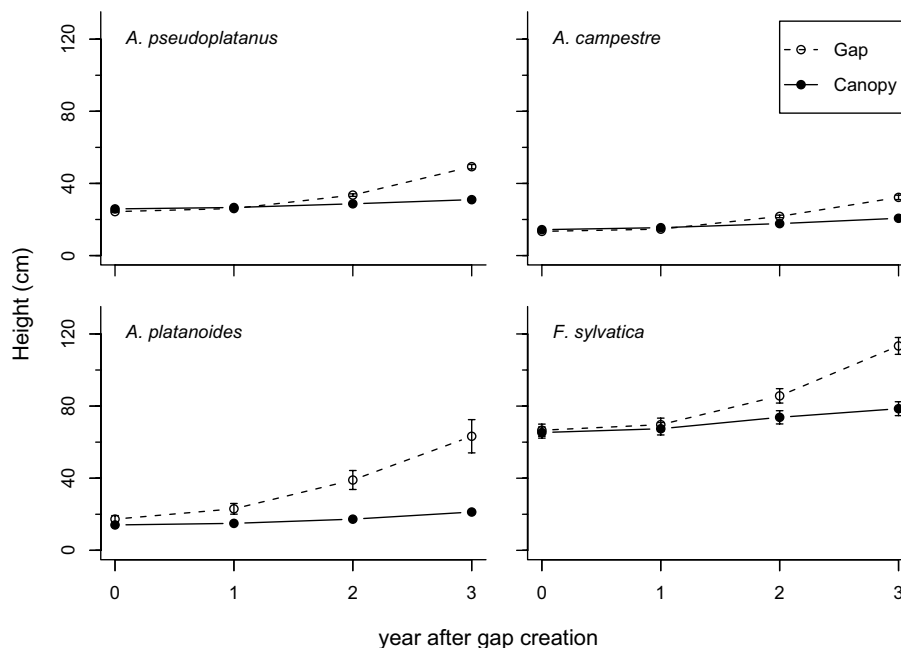 A. pseudoplatanus
A. campestre
Gap
Canopy
0
40
80
120
A. platanoides
F. sylvatica
0
40
80
120
Height (cm)
0 1 2 3
0 1 2 3
year after gap creation